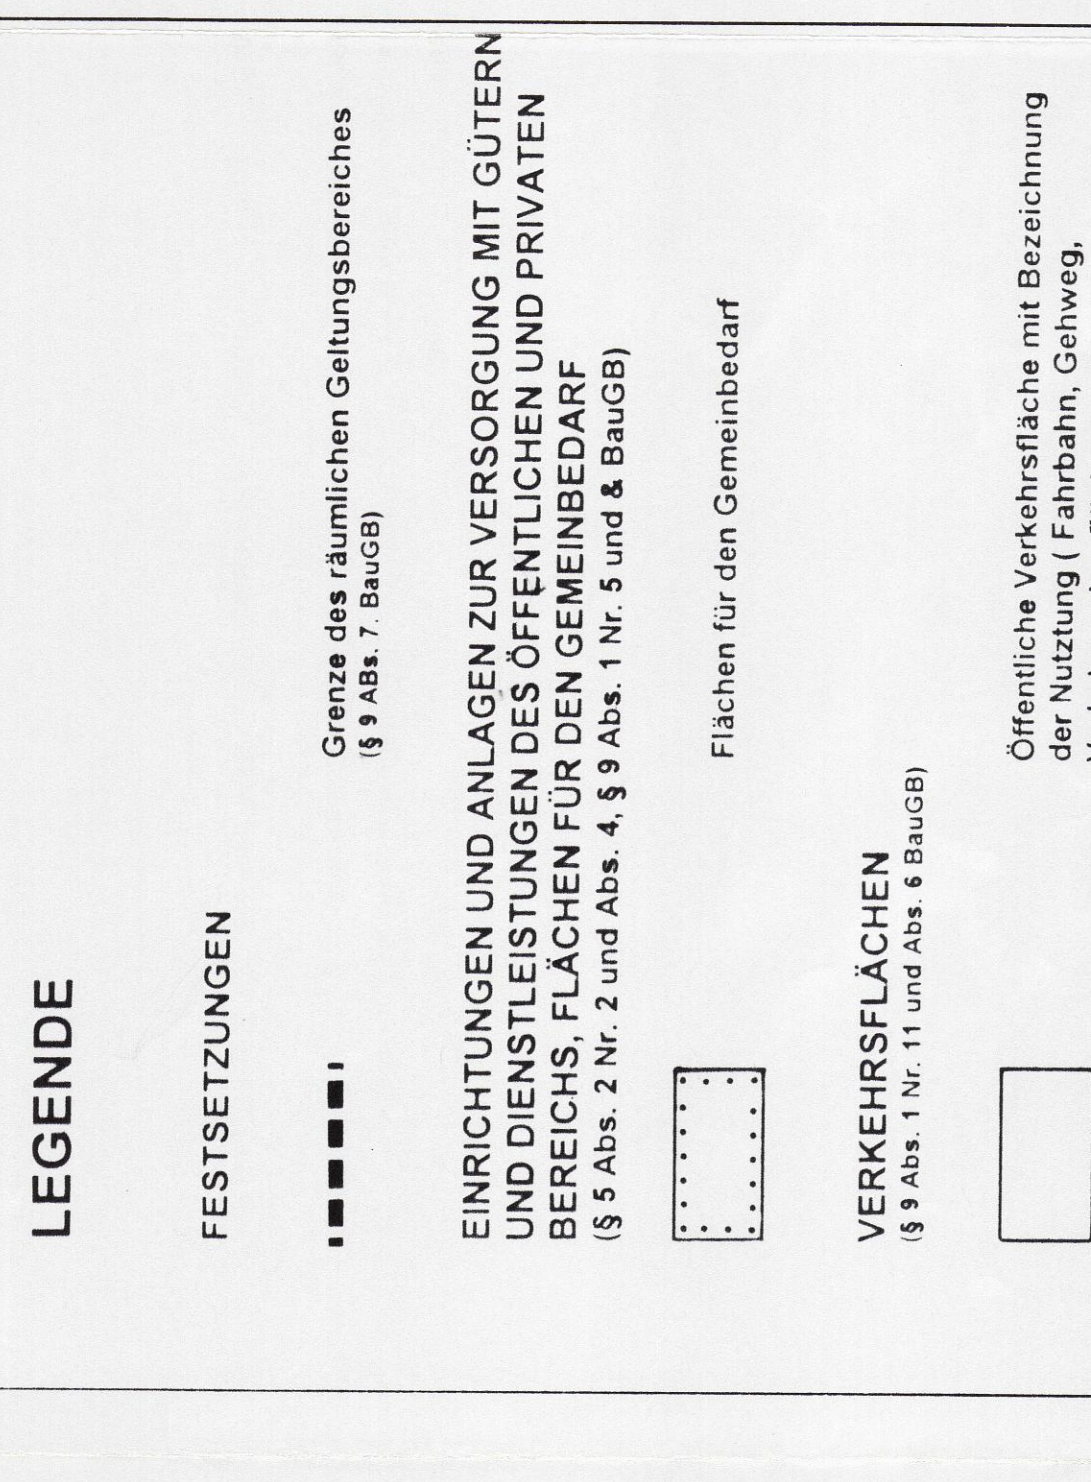 LEGENDE
FESTSETZUNGEN
Grenze des räumlichen Geltungsbereiches
(§ 9 ABs. 7. BauGB)
EINRICHTUNGEN UND ANLAGEN ZUR VERSORGUNG MIT GÜTERN
UND DIENSTLEISTUNGEN DES ÖFFENTLICHEN UND PRIVATEN
BEREICHS, FLÄCHEN FÜR DEN GEMEINBEDARF
(§ 5 Abs. 2 Nr. 2 und Abs. 4, § 9 Abs. 1 Nr. 5 und & BauGB)
Flächen für den Gemeinbedarf
VERKEHRSFLÄCHEN
(§ 9 Abs. 1 Nr. 11 und Abs. 6 BauGB)
Öffentliche Verkehrsfläche mit Bezeichnung
der Nutztung ( Fahrbahn, Gehweg,